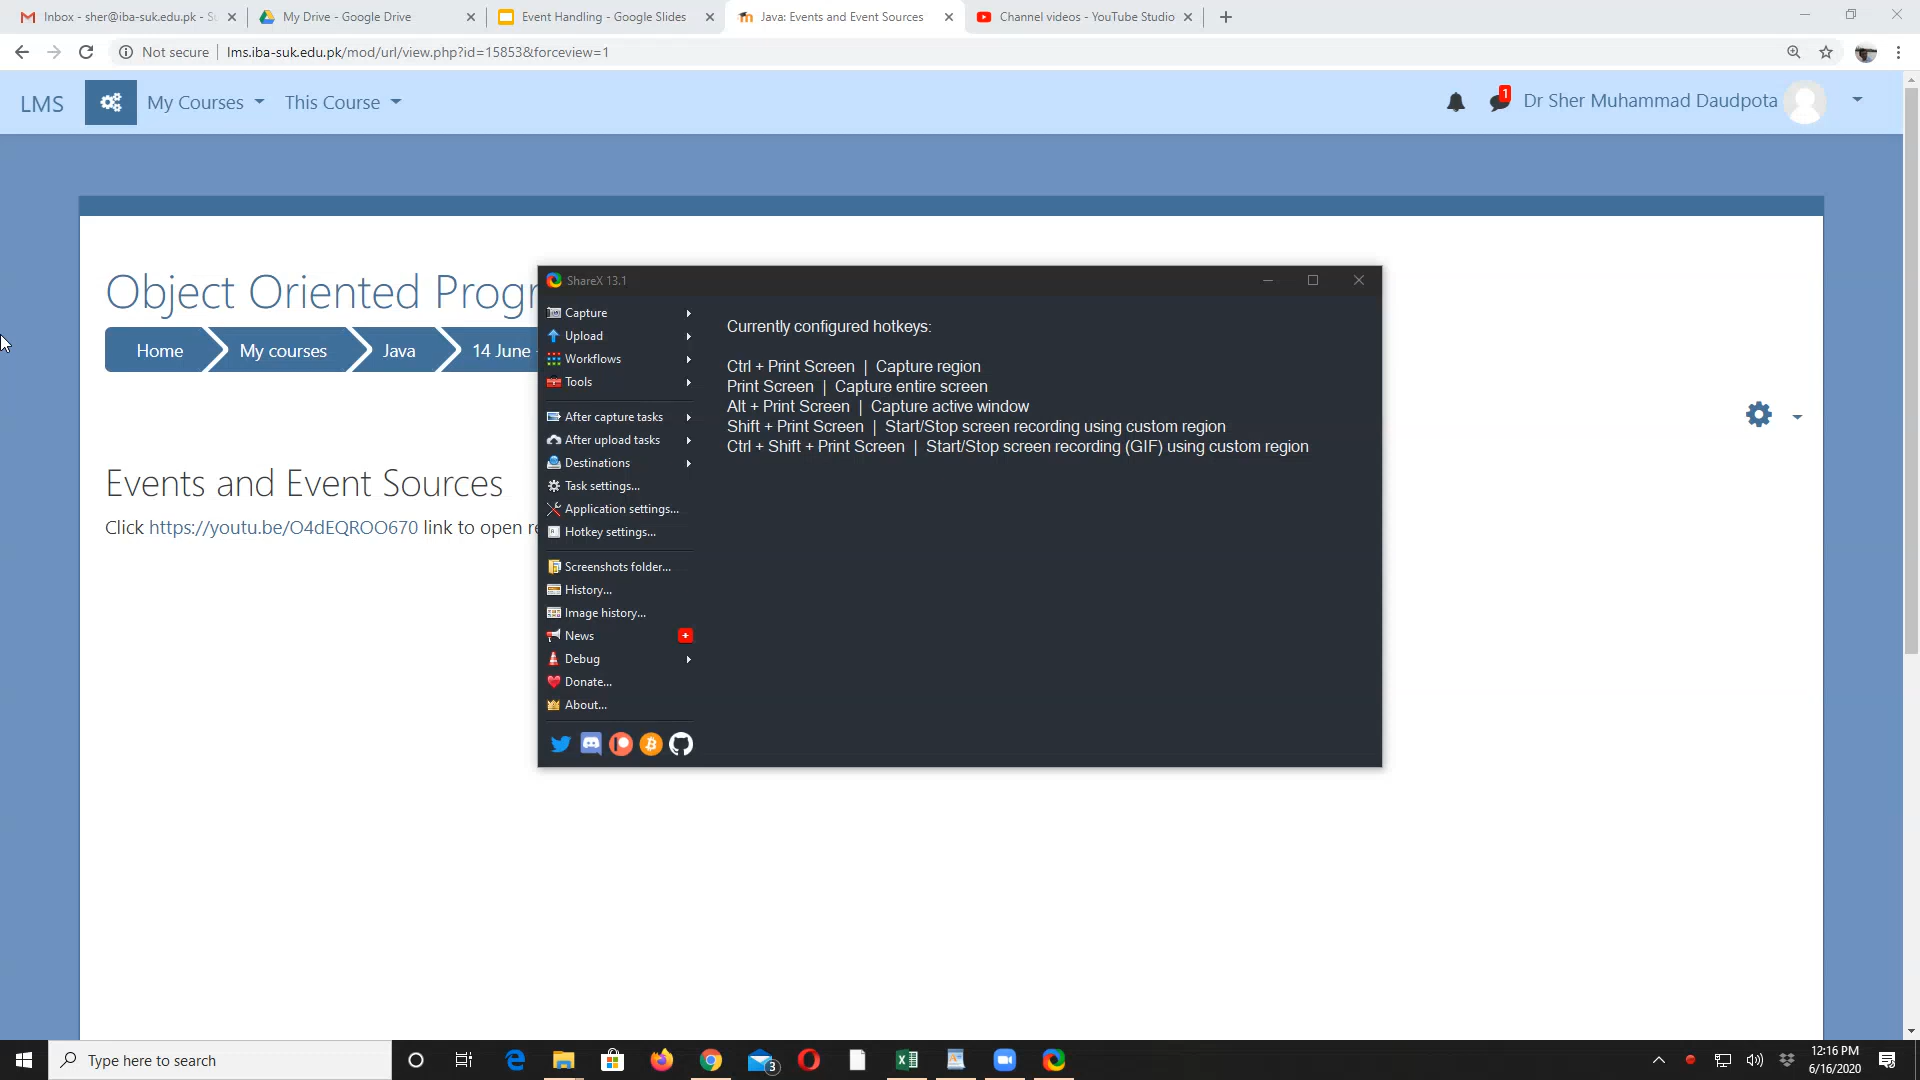 Inbox - sher@iba-suk.edu.pk - S
My Drive - Google Drive
Event Handling - Google Slides
Java: Events and Event Sources
Channel videos - YouTube Studio
Not secure
lms.iba-suk.edu.pk/mod/url/view.php?id=15853&forceview=1
LMS
My Courses
This Course
1
Dr Sher Muhammad Daudpota
Object Oriented Progr
Home
My courses
Java
14 June -
Events and Event Sources
Click https://youtu.be/O4dEQROO670 link to open re
ShareX 13.1
Capture
Upload
Workflows
Tools
After capture tasks
After upload tasks
Destinations
Task settings...
Application settings...
Hotkey settings...
Screenshots folder...
History...
Image history...
News
+
Debug
Donate...
About...
Currently configured hotkeys:
Ctrl + Print Screen | Capture region
Print Screen | Capture entire screen
Alt + Print Screen | Capture active window
Shift + Print Screen | Start/Stop screen recording using custom region
Ctrl + Shift + Print Screen | Start/Stop screen recording (GIF) using custom region
Type here to search
3
12:16 PM
6/16/2020